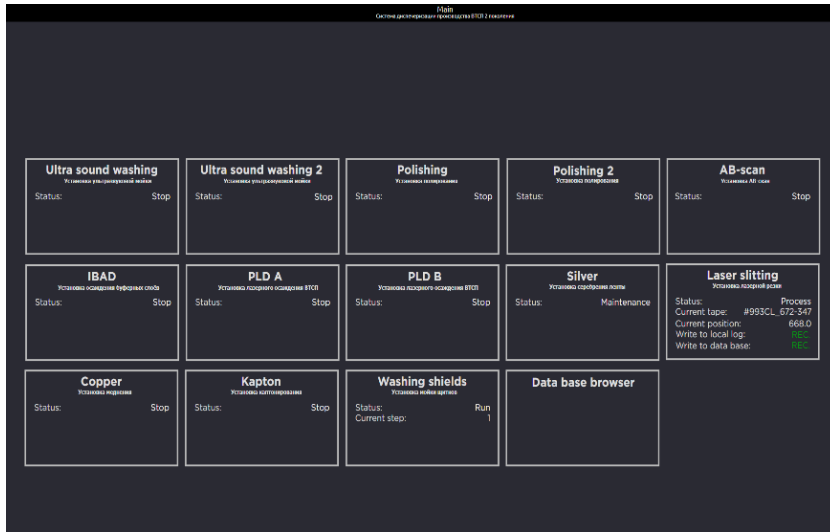 Main
Система диспетчеризации производства ВТСП 2 поколения
Ultra sound washing
Установка ультразвуковой мойки
Status: Stop
Ultra sound washing 2
Установка ультразвуковой мойки
Status: Stop
Polishing
Установка полирования
Status: Stop
Polishing 2
Установка полирования
Status: Stop
AB-scan
Установка AB-скан
Status: Stop
IBAD
Установка осаждения буферных слоёв
Status: Stop
PLD A
Установка лазерного осаждения ВТСП
Status: Stop
PLD B
Установка лазерного осаждения ВТСП
Status: Stop
Silver
Установка серебрения ленты
Status: Maintenance
Laser slitting
Установка лазерной резки
Status: Process
Current tape: #993CL_672-347
Current position: 668.0
Write to local log: REC.
Write to data base: REC.
Copper
Установка меднения
Status: Stop
Kapton
Установка каптонирования
Status: Stop
Washing shields
Установка мойки щитков
Status: Run
Current step: 1
Data base browser